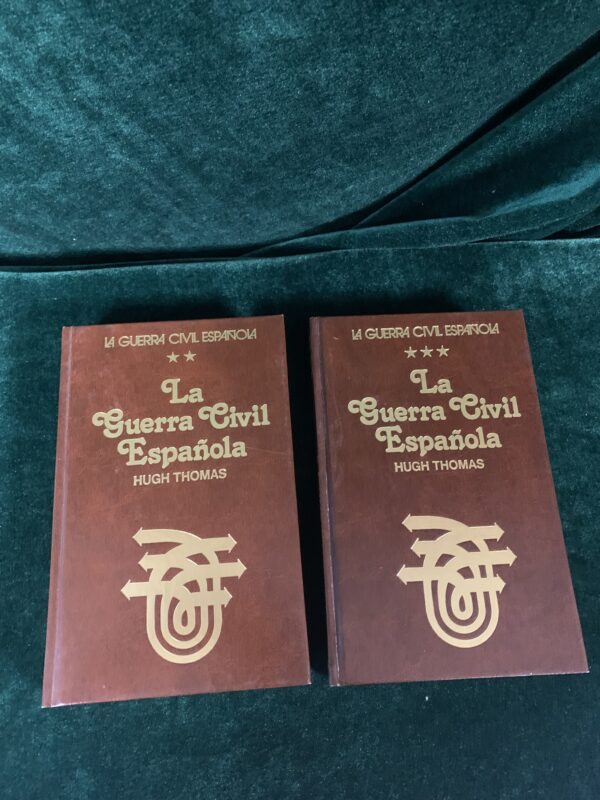 LA GUERRA CIVIL ESPAÑOLA
★★
La
Guerra Civil
Española
HUGH THOMAS
LA GUERRA CIVIL ESPAÑOLA
★★★
La
Guerra Civil
Española
HUGH THOMAS